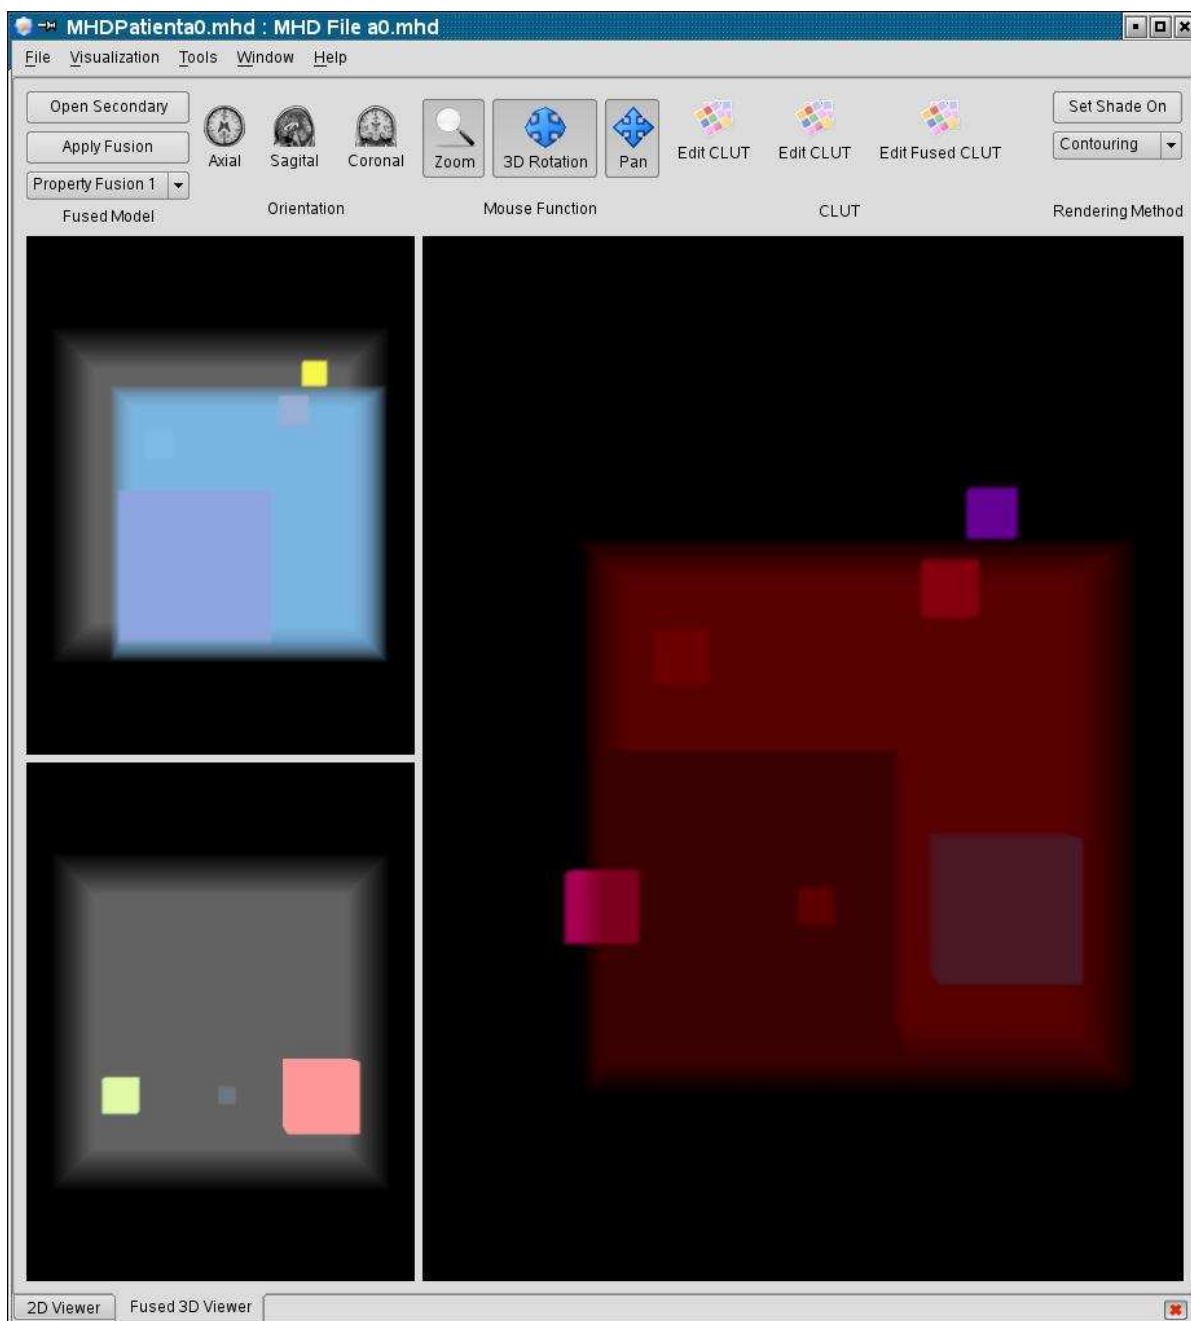 MHDPatienta0.mhd : MHD File a0.mhd
File Visualization Tools Window Help
Open Secondary
Apply Fusion
Property Fusion 1
Fused Model
Axial Sagital Coronal
Orientation
Zoom 3D Rotation Pan
Mouse Function
Edit CLUT Edit CLUT Edit Fused CLUT
CLUT
Set Shade On
Contouring
Rendering Method
2D Viewer Fused 3D Viewer